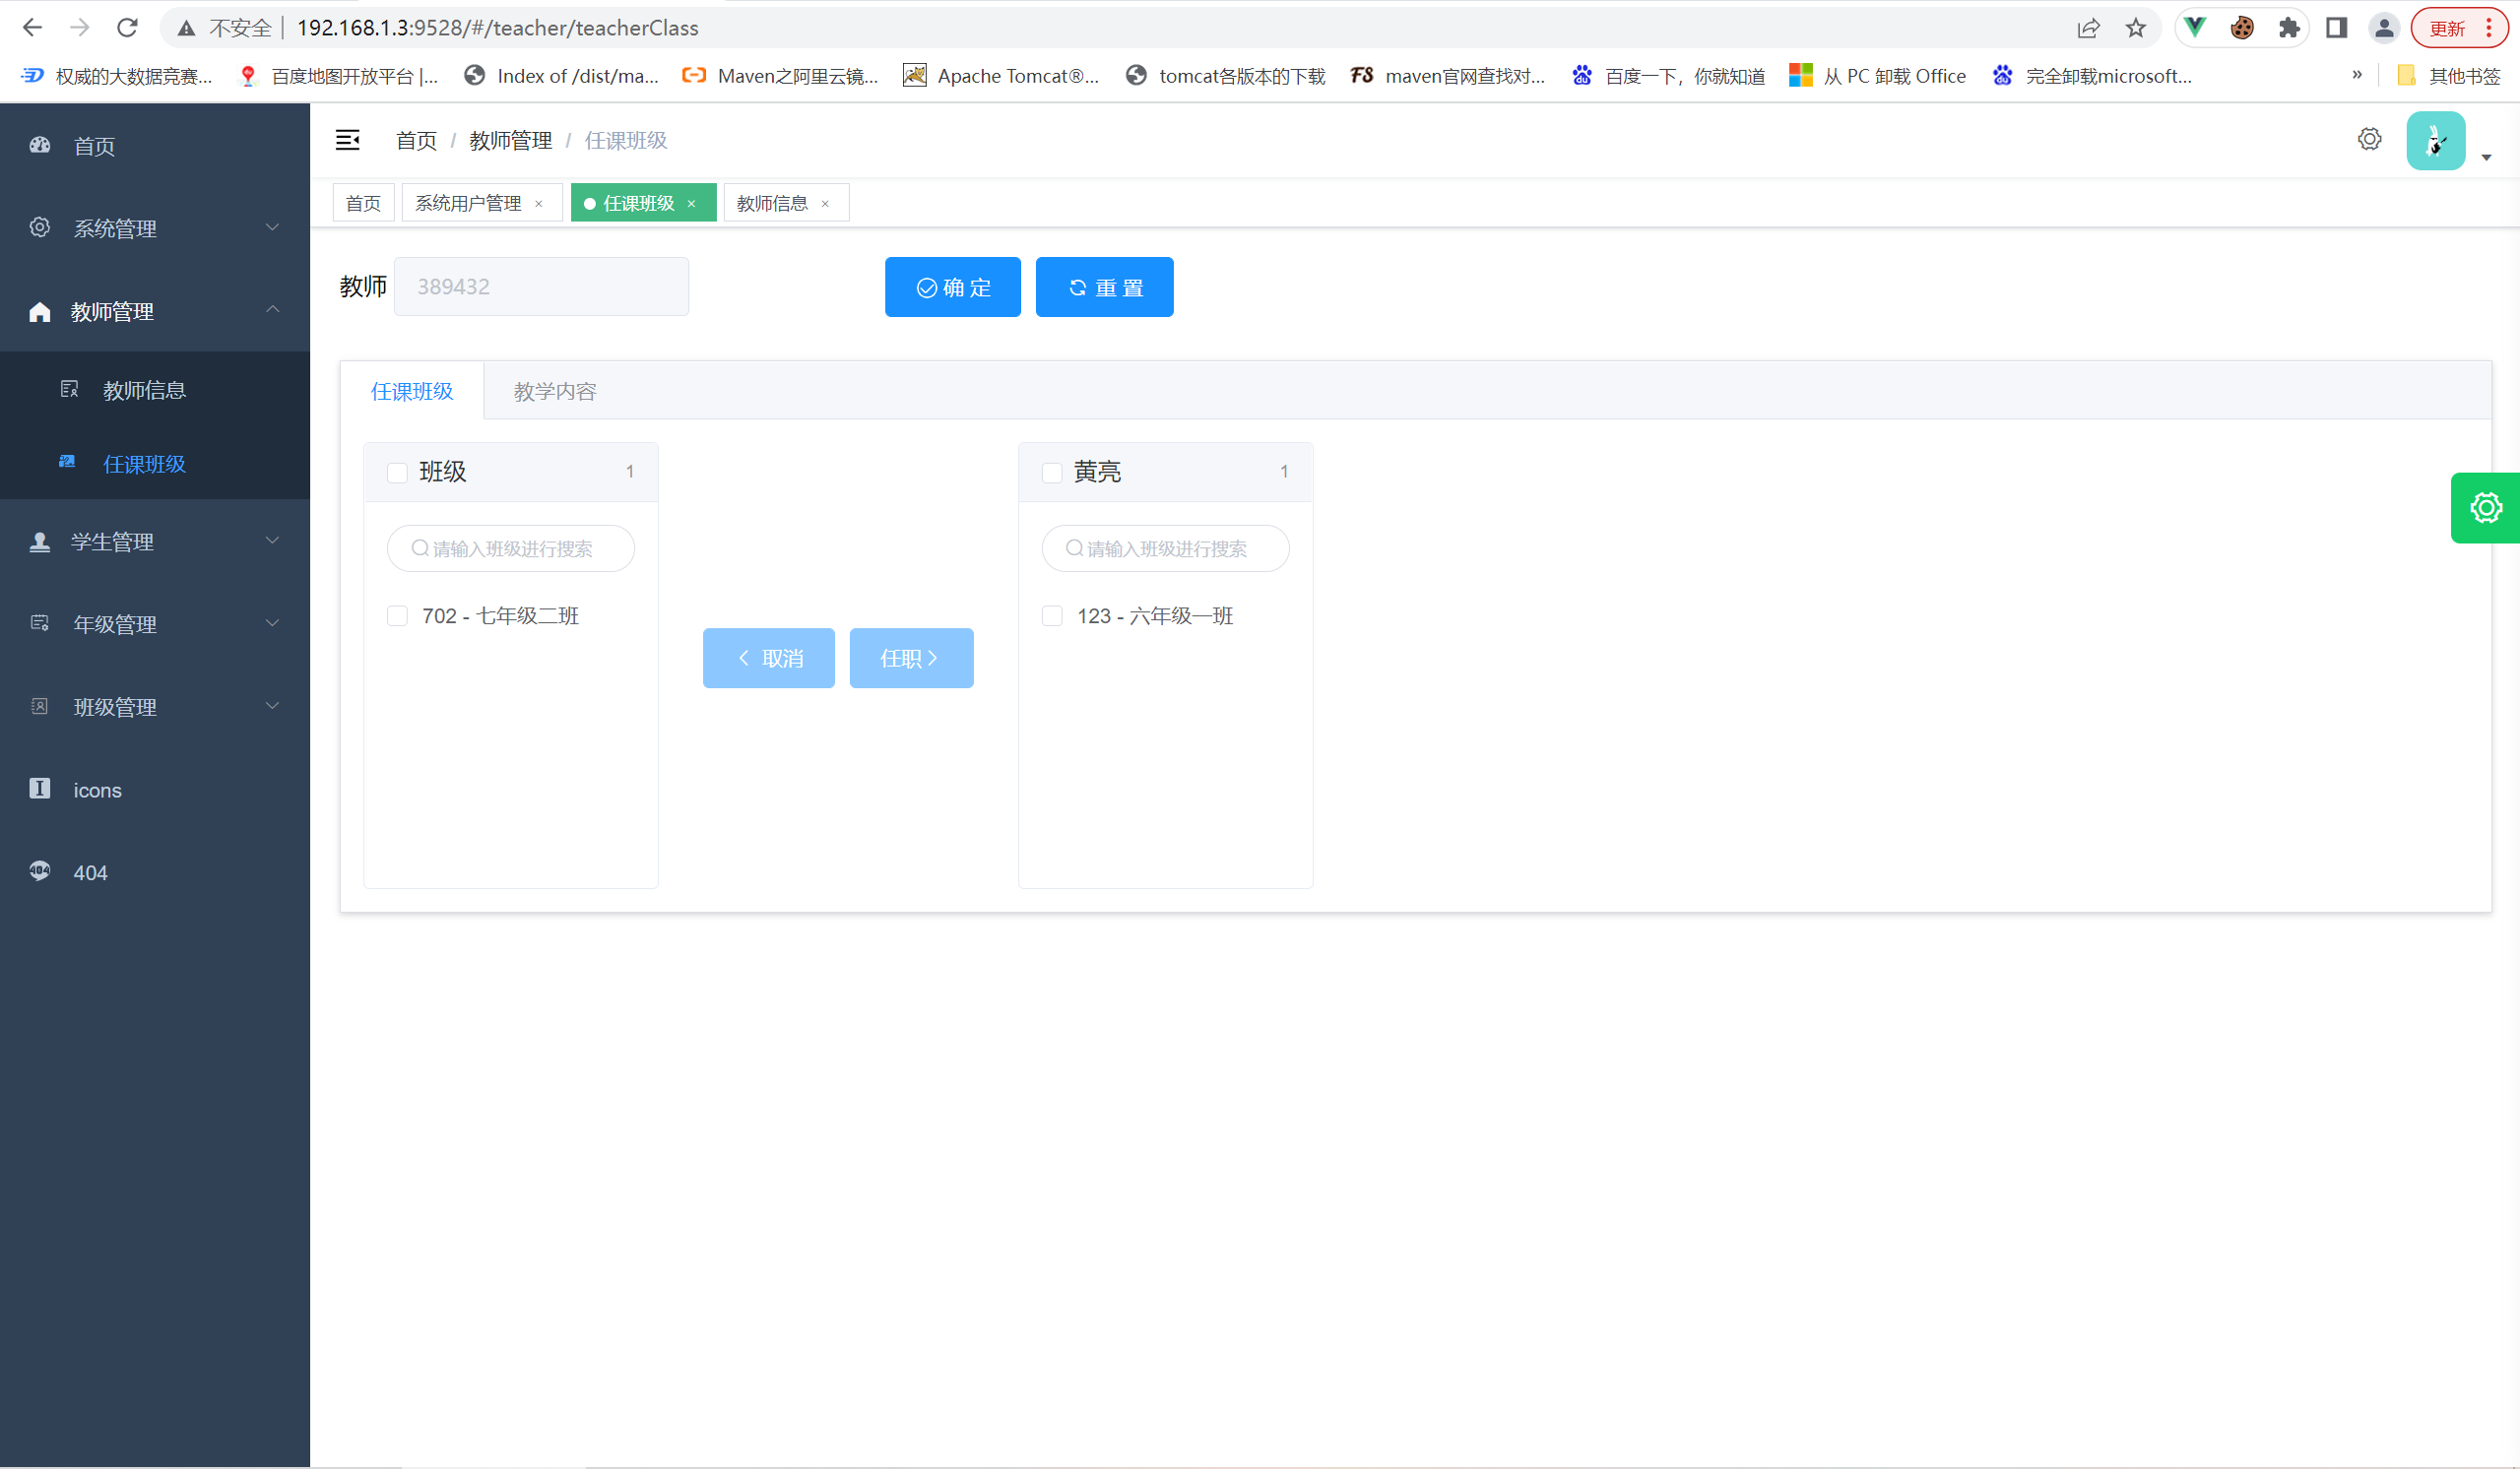 不安全 | 192.168.1.3:9528/#/teacher/teacherClass 更新
权威的大数据竞赛... 百度地图开放平台 |... Index of /dist/ma... Maven之阿里云镜... Apache Tomcat®... tomcat各版本的下载 FS maven官网查找对... 百度一下，你就知道 从 PC 卸载 Office 完全卸载microsoft... » 其他书签
首页
系统管理
教师管理
教师信息
任课班级
学生管理
年级管理
班级管理
icons
404
首页 / 教师管理 / 任课班级
首页 系统用户管理 × 任课班级 × 教师信息 ×
教师 389432 确 定 重 置
任课班级 教学内容
班级 1
请输入班级进行搜索
702 - 七年级二班
取消 任职
黄亮 1
请输入班级进行搜索
123 - 六年级一班